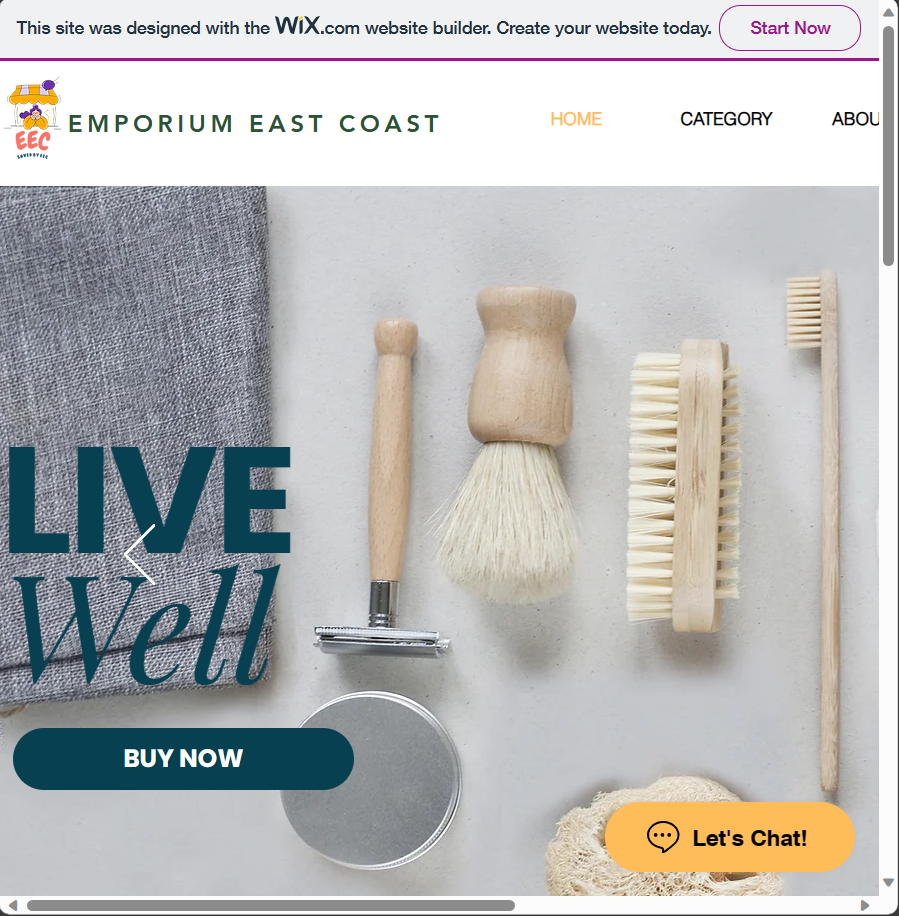 This site was designed with the WiX.com website builder. Create your website today.
Start Now
EEC
EMPORIUM EAST COAST
HOME
CATEGORY
ABOU
LIVE
Well
BUY NOW
Let's Chat!